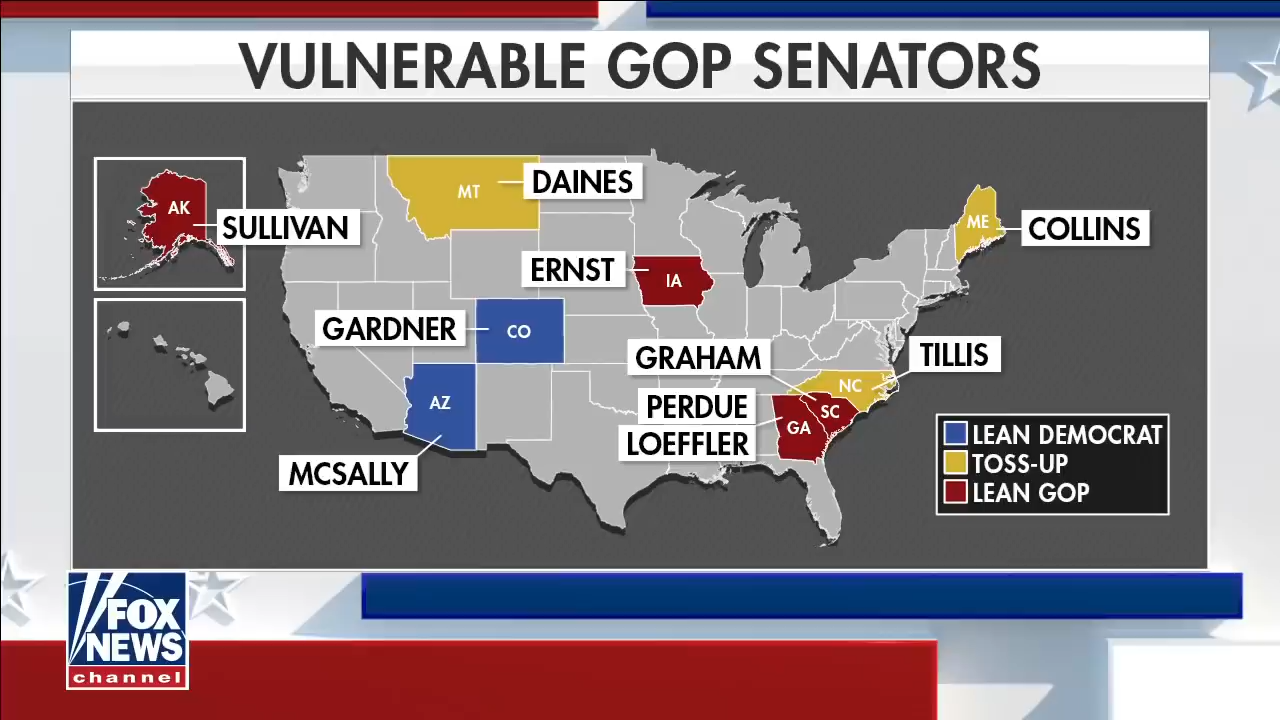 VULNERABLE GOP SENATORS
MT
DAINES
AK
SULLIVAN
ME
COLLINS
ERNST
IA
GARDNER
CO
GRAHAM
TILLIS
NC
AZ
PERDUE
SC
GA
LOEFFLER
MCSALLY
LEAN DEMOCRAT
TOSS-UP
LEAN GOP
FOX
NEWS
channel